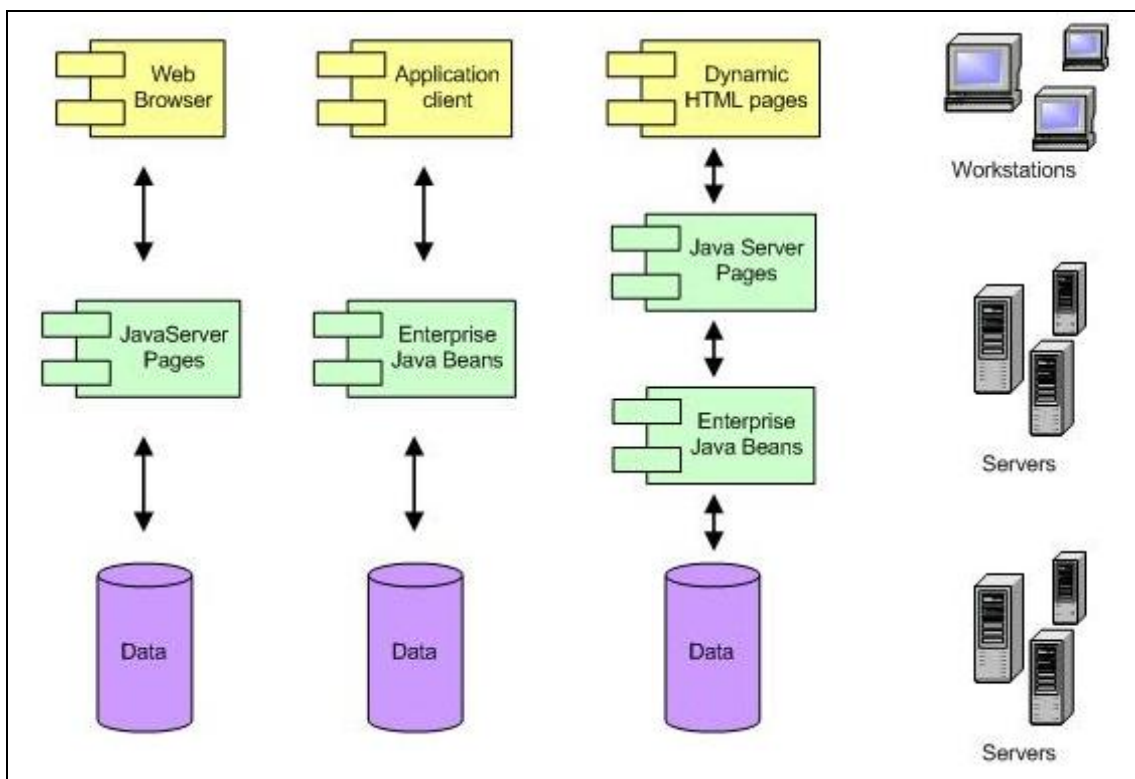 Web
Browser
Application
client
Dynamic
HTML pages
Workstations
Java Server
Pages
JavaServer
Pages
Enterprise
Java Beans
Servers
Enterprise
Java Beans
Data
Data
Data
Servers